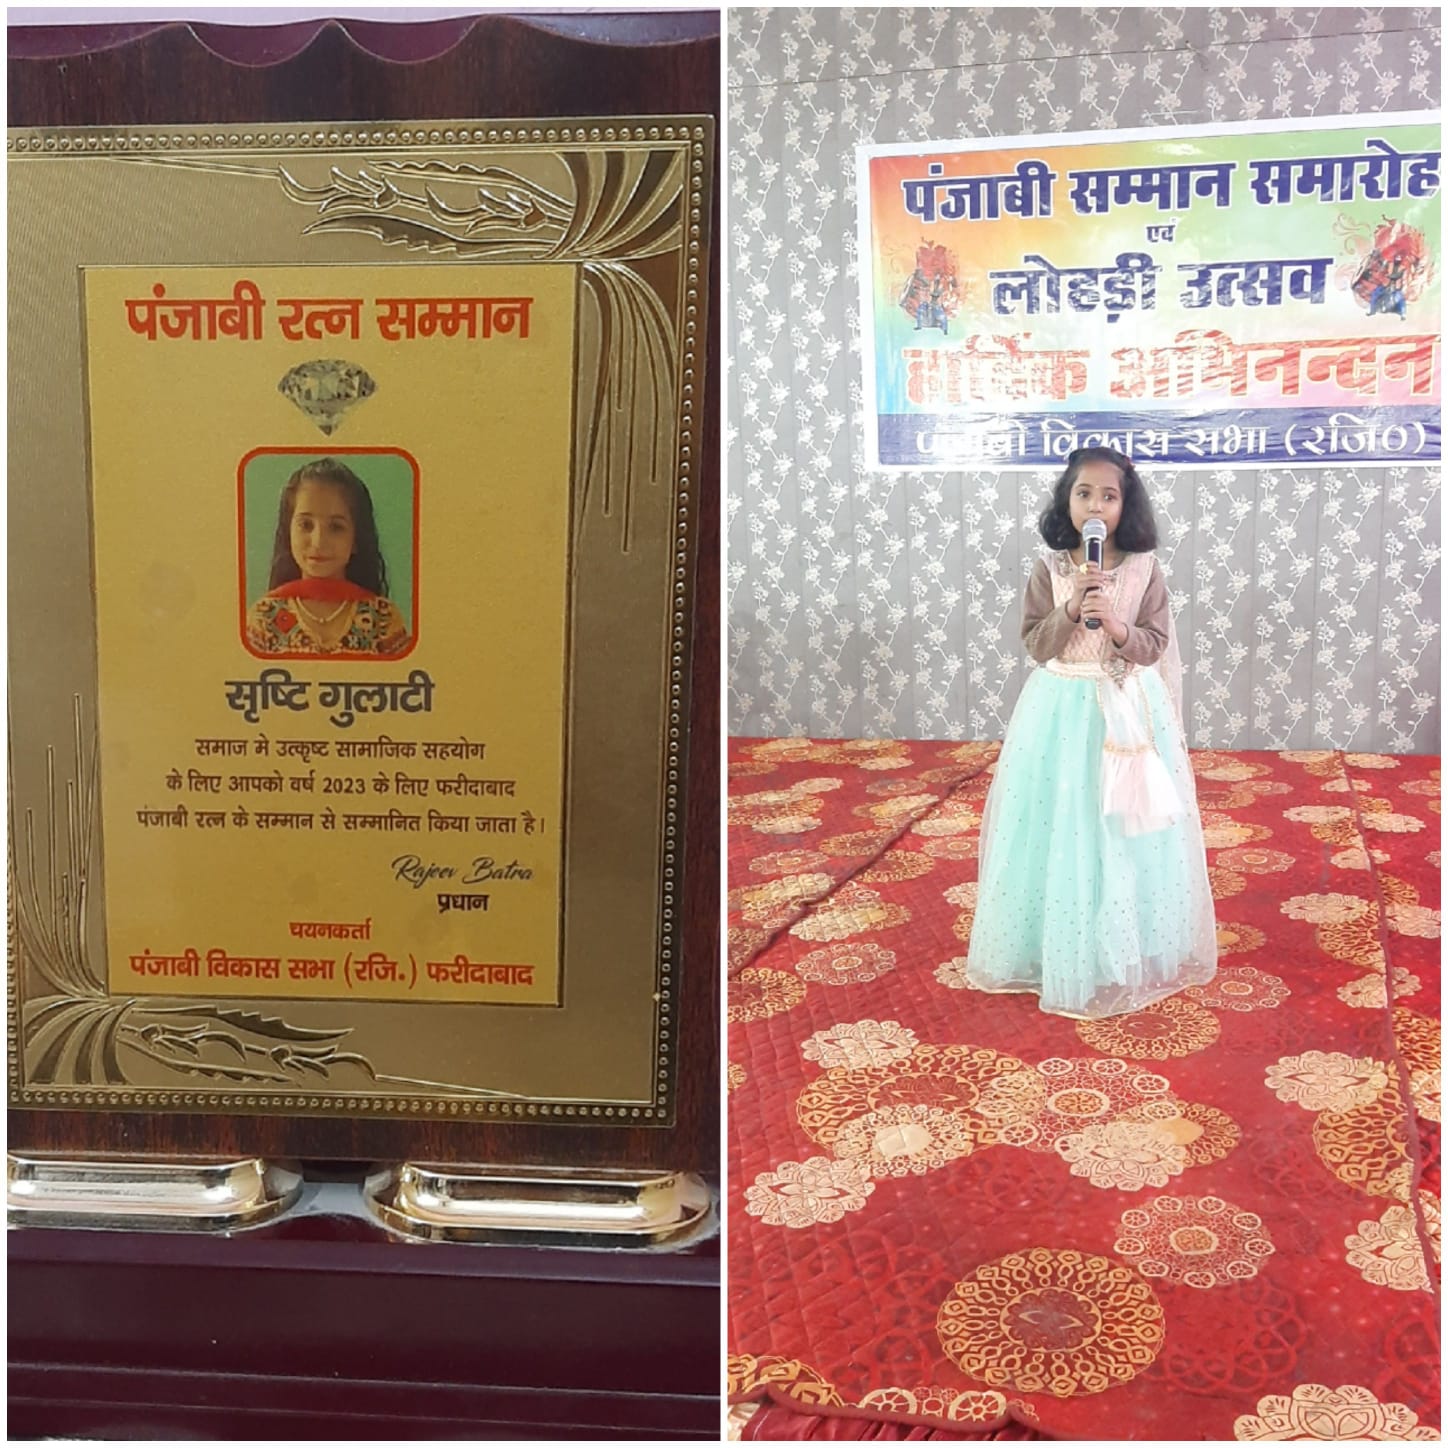 पंजाबी रत्न सम्मान
सृष्टि गुलाटी
समाज मे उत्कृष्ट सामाजिक सहयोग
के लिए आपको वर्ष 2023 के लिए फरीदाबाद
पंजाबी रत्न के सम्मान से सम्मानित किया जाता है।
Rajeev Batra
प्रधान
चयनकर्ता
पंजाबी विकास सभा (रजि.) फरीदाबाद
पंजाबी सम्मान समारोह
एवं
लोहड़ी उत्सव
हार्दिक अभिनन्दन
पंजाबी विकास सभा (रजि०)